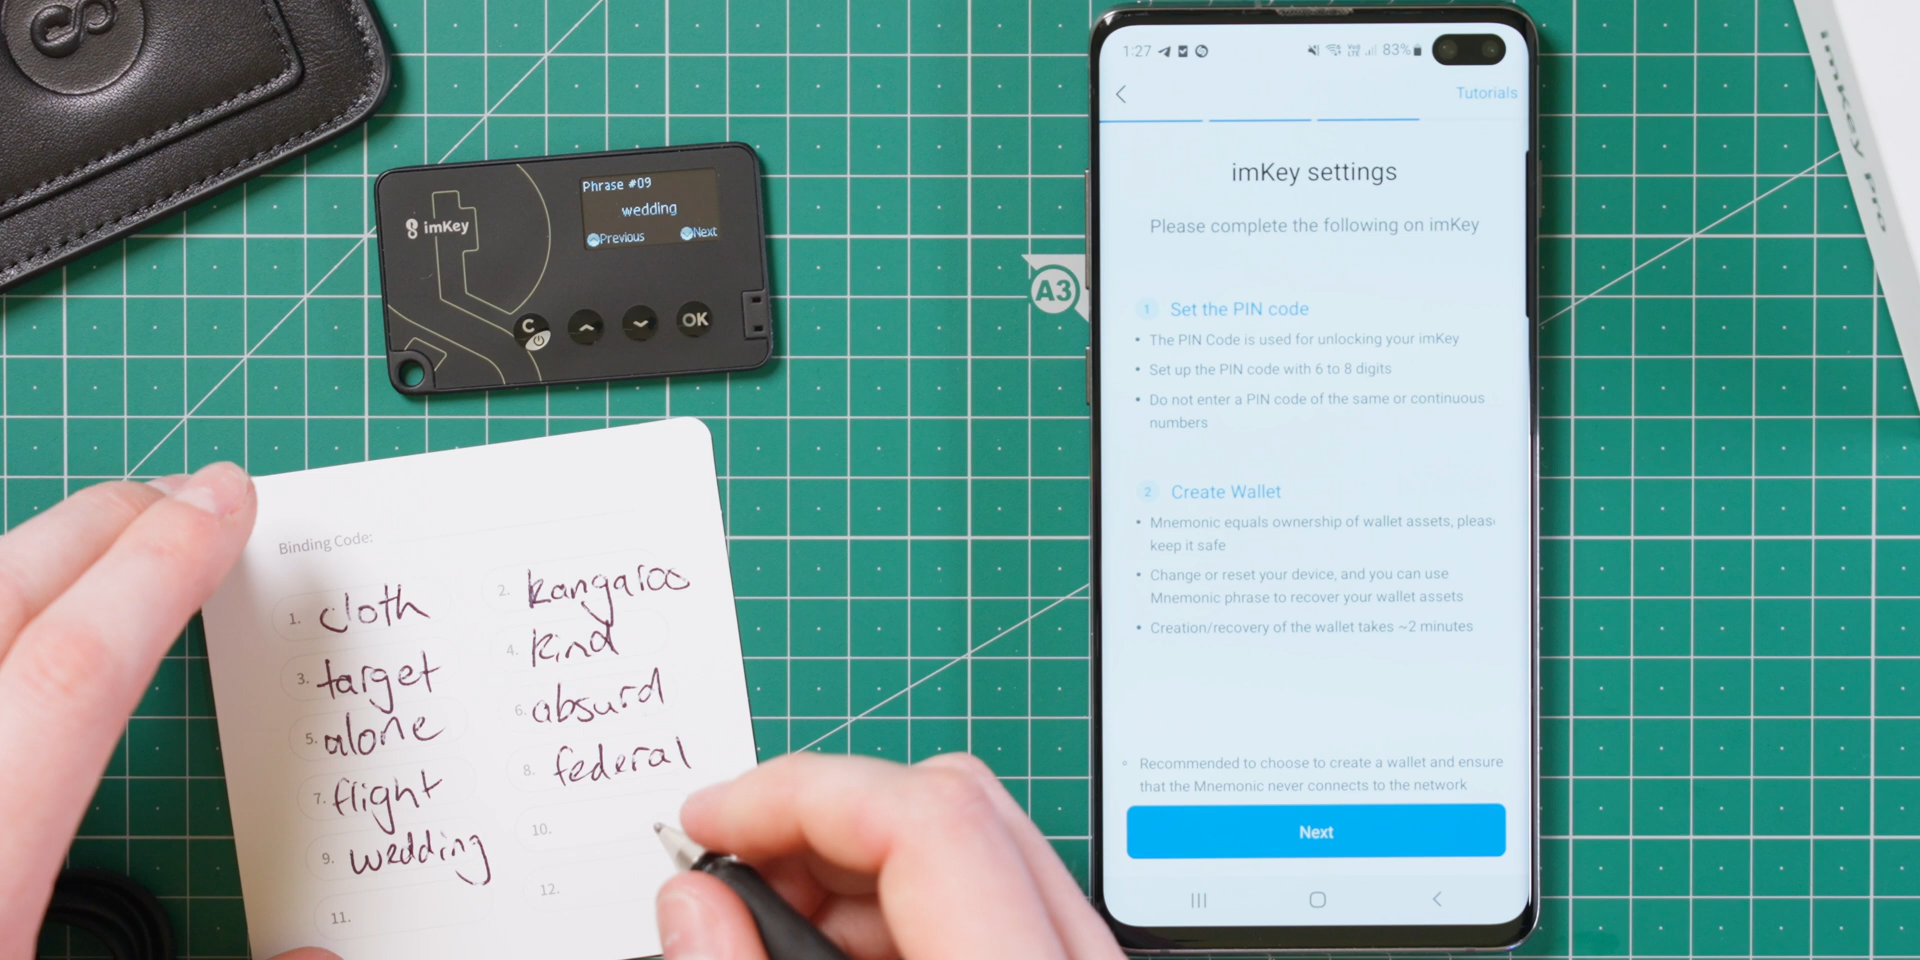 imKey
Phrase #09
wedding
Previous
Next
C
OK
A3
Binding Code:
1. cloth
2. kangaroo
3. target
4. kind
5. alone
6. absurd
7. flight
8. federal
9. wedding
10.
11.
12.
1:27
83%
Tutorials
imKey settings
Please complete the following on imKey
1 Set the PIN code
• The PIN Code is used for unlocking your imKey
• Set up the PIN code with 6 to 8 digits
• Do not enter a PIN code of the same or continuous
numbers
2 Create Wallet
• Mnemonic equals ownership of wallet assets, pleas
keep it safe
• Change or reset your device, and you can use
Mnemonic phrase to recover your wallet assets
• Creation/recovery of the wallet takes ~2 minutes
Recommended to choose to create a wallet and ensure
that the Mnemonic never connects to the network
Next
imKey Pro